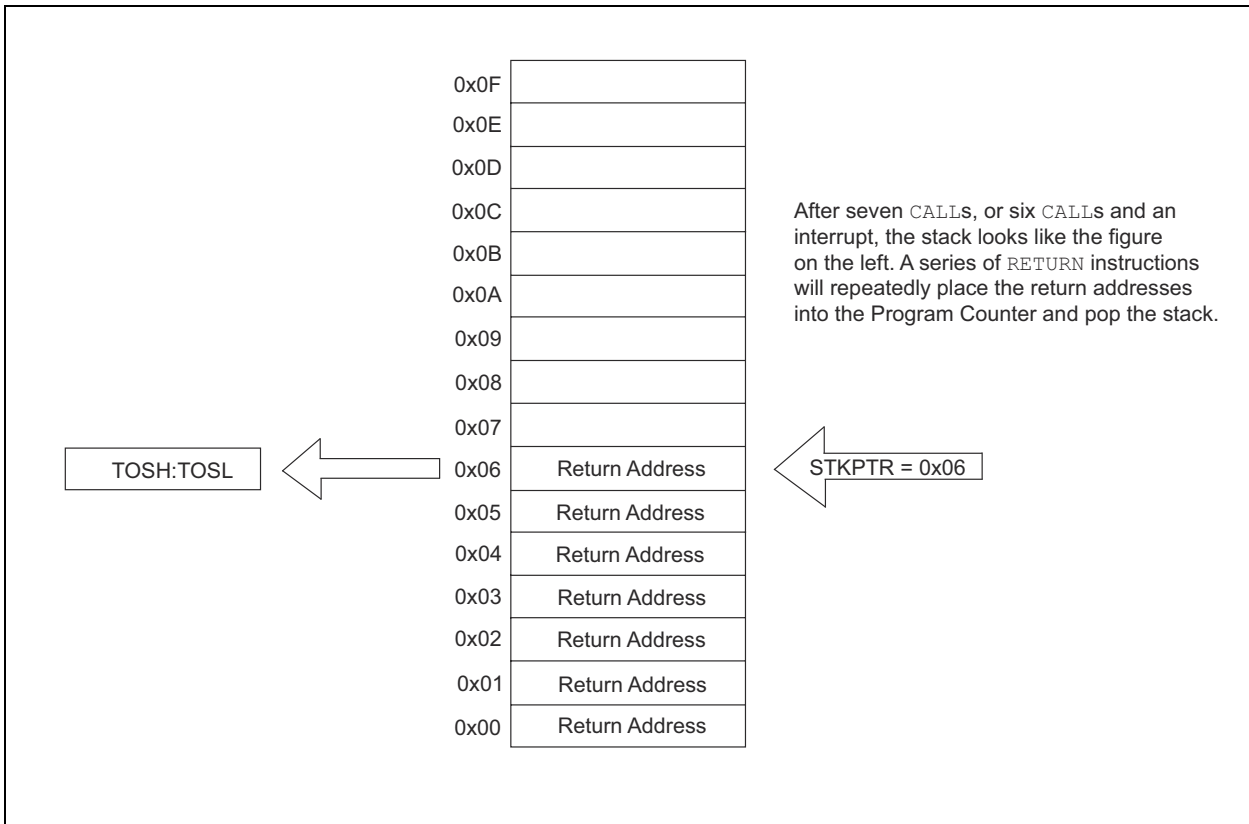 0x0F
0x0E
0x0D
0x0C
0x0B
0x0A
0x09
0x08
0x07
TOSH:TOSL
0x06 Return Address
STKPTR = 0x06
0x05 Return Address
0x04 Return Address
0x03 Return Address
0x02 Return Address
0x01 Return Address
0x00 Return Address
After seven CALLs, or six CALLs and an
interrupt, the stack looks like the figure
on the left. A series of RETURN instructions
will repeatedly place the return addresses
into the Program Counter and pop the stack.